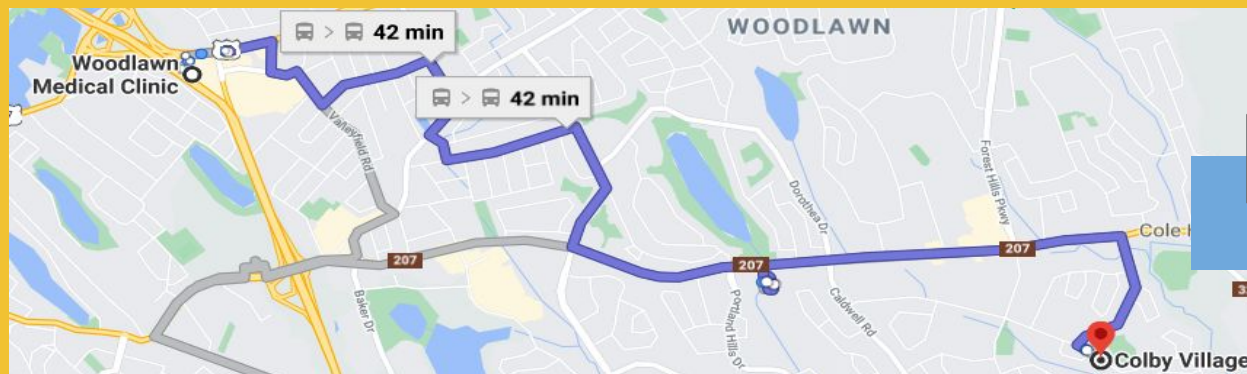 42 min
WOODLAWN
Woodlawn
Medical Clinic
42 min
Valleyfield Rd
Forest Hills Pkwy
Dorothea Dr
Cole
207
207
207
Baker Dr
Portland Hills Dr
Caldwell Rd
Colby Village